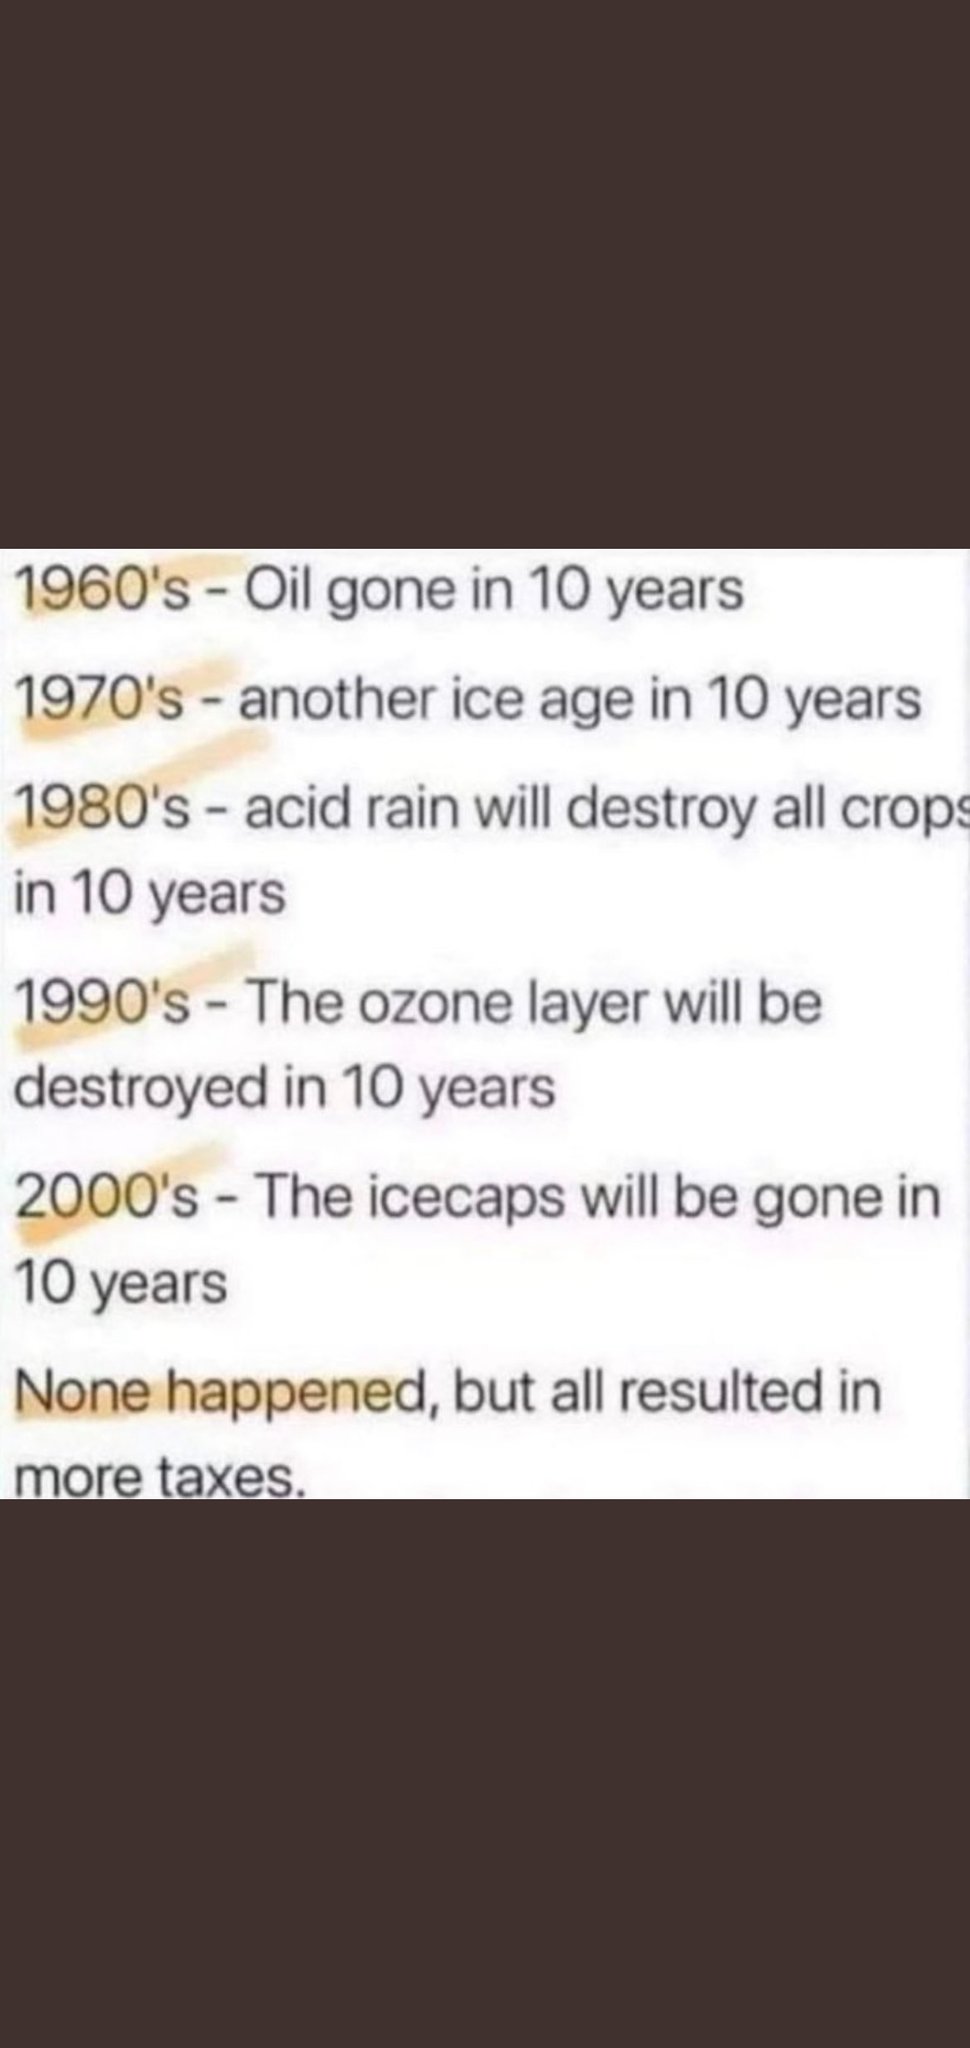 1960's - Oil gone in 10 years
1970's - another ice age in 10 years
1980's - acid rain will destroy all crops
in 10 years
1990's - The ozone layer will be
destroyed in 10 years
2000's - The icecaps will be gone in
10 years
None happened, but all resulted in
more taxes.